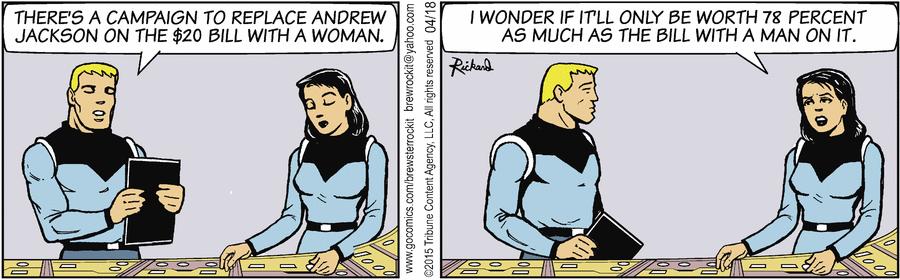 THERE'S A CAMPAIGN TO REPLACE ANDREW
JACKSON ON THE $20 BILL WITH A WOMAN.
www.gocomics.com/brewsterrockit brewrockit@yahoo.com
©2015 Tribune Content Agency, LLC, All rights reserved 04/18
I WONDER IF IT'LL ONLY BE WORTH 78 PERCENT
AS MUCH AS THE BILL WITH A MAN ON IT.
Rickard